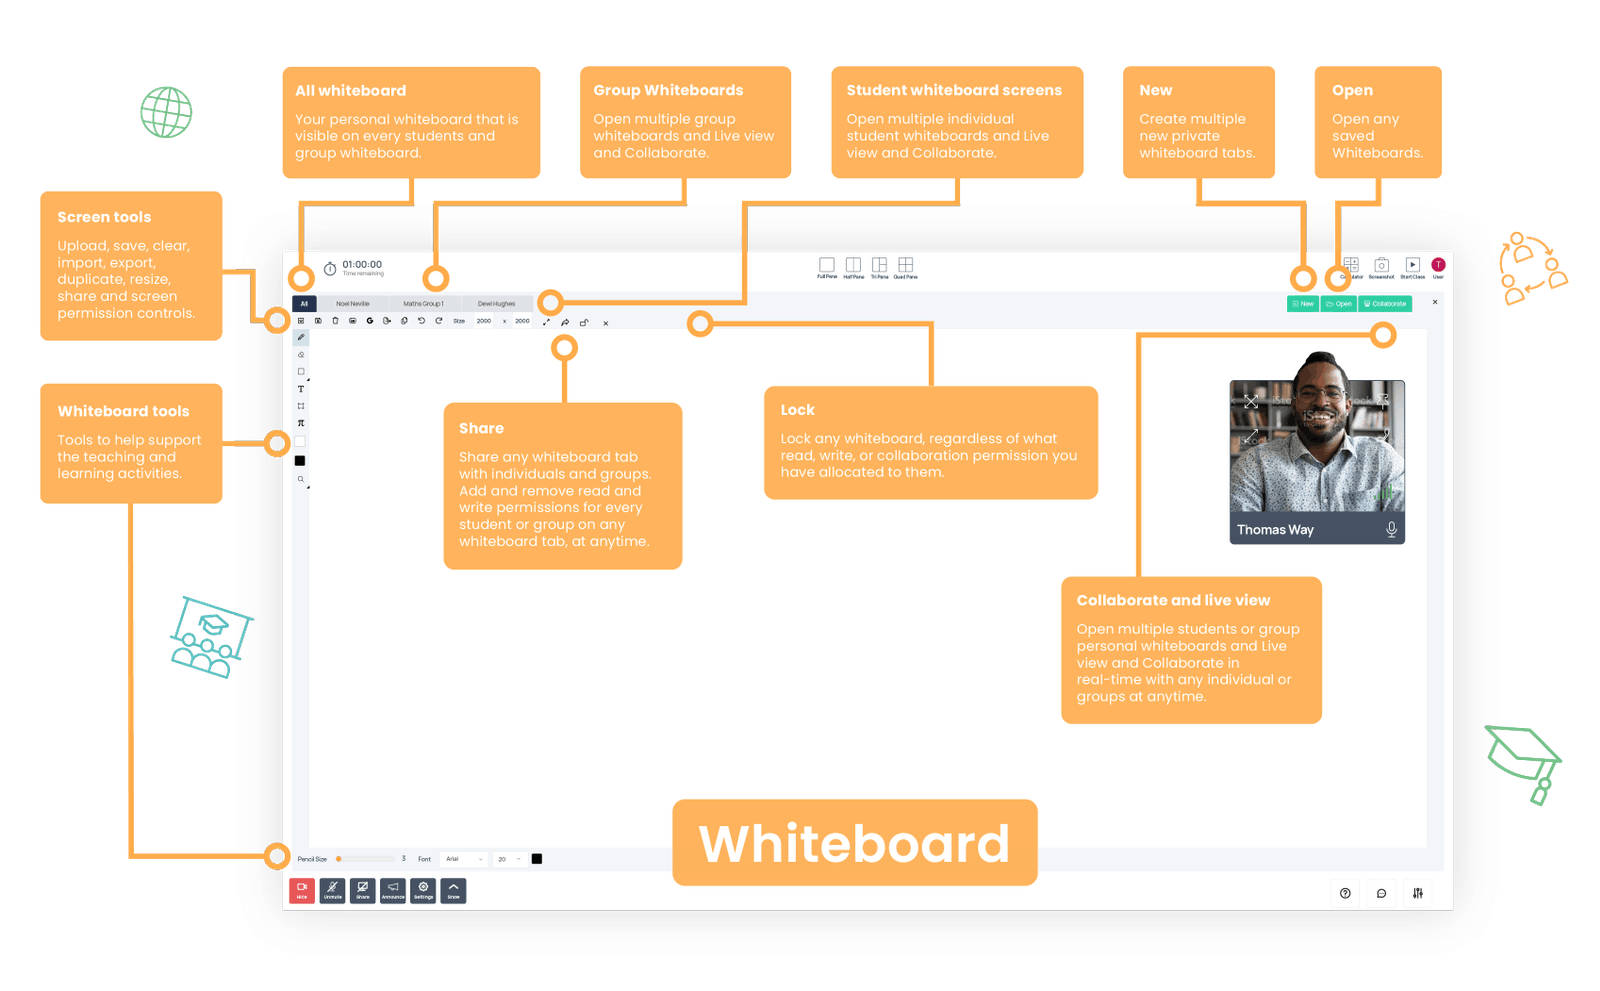 All whiteboard
Your personal whiteboard that is
visible on every students and
group whiteboard.
Group Whiteboards
Open multiple group
whiteboards and Live view
and Collaborate.
Student whiteboard screens
Open multiple individual
student whiteboards and Live
view and Collaborate.
New
Create multiple
new private
whiteboard tabs.
Open
Open any
saved
Whiteboards.
Screen tools
Upload, save, clear,
import, export,
duplicate, resize,
share and screen
permission controls.
01:00:00
Time remaining
Full Pane
Half Pane
Tri Pane
Quad Pane
Screenshot
Start Class
T
User
All
Noel Neville
Maths Group 1
Dewi Hughes
New
Open
Collaborate
Size
2000
x
2000
Whiteboard tools
Tools to help support
the teaching and
learning activities.
Share
Share any whiteboard tab
with individuals and groups.
Add and remove read and
write permissions for every
student or group on any
whiteboard tab, at anytime.
Lock
Lock any whiteboard, regardless of what
read, write, or collaboration permission you
have allocated to them.
iStock
Thomas Way
Collaborate and live view
Open multiple students or group
personal whiteboards and Live
view and Collaborate in
real-time with any individual or
groups at anytime.
Whiteboard
Pencil Size
3
Font
Arial
20
Hide
Unmute
Share
Announce
Settings
Show